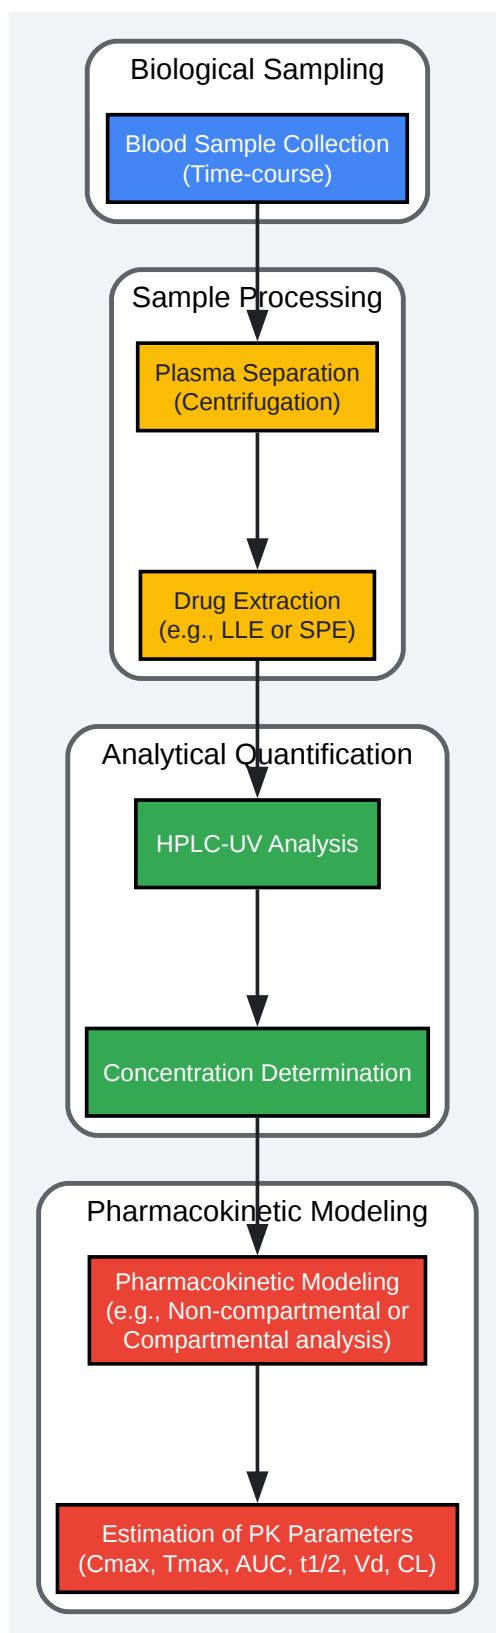 Biological Sampling
Blood Sample Collection
(Time-course)
Sample Processing
Plasma Separation
(Centrifugation)
Drug Extraction
(e.g., LLE or SPE)
Analytical Quantification
HPLC-UV Analysis
Concentration Determination
Pharmacokinetic Modeling
Pharmacokinetic Modeling
(e.g., Non-compartmental or
Compartmental analysis)
Estimation of PK Parameters
(Cmax, Tmax, AUC, t1/2, Vd, CL)